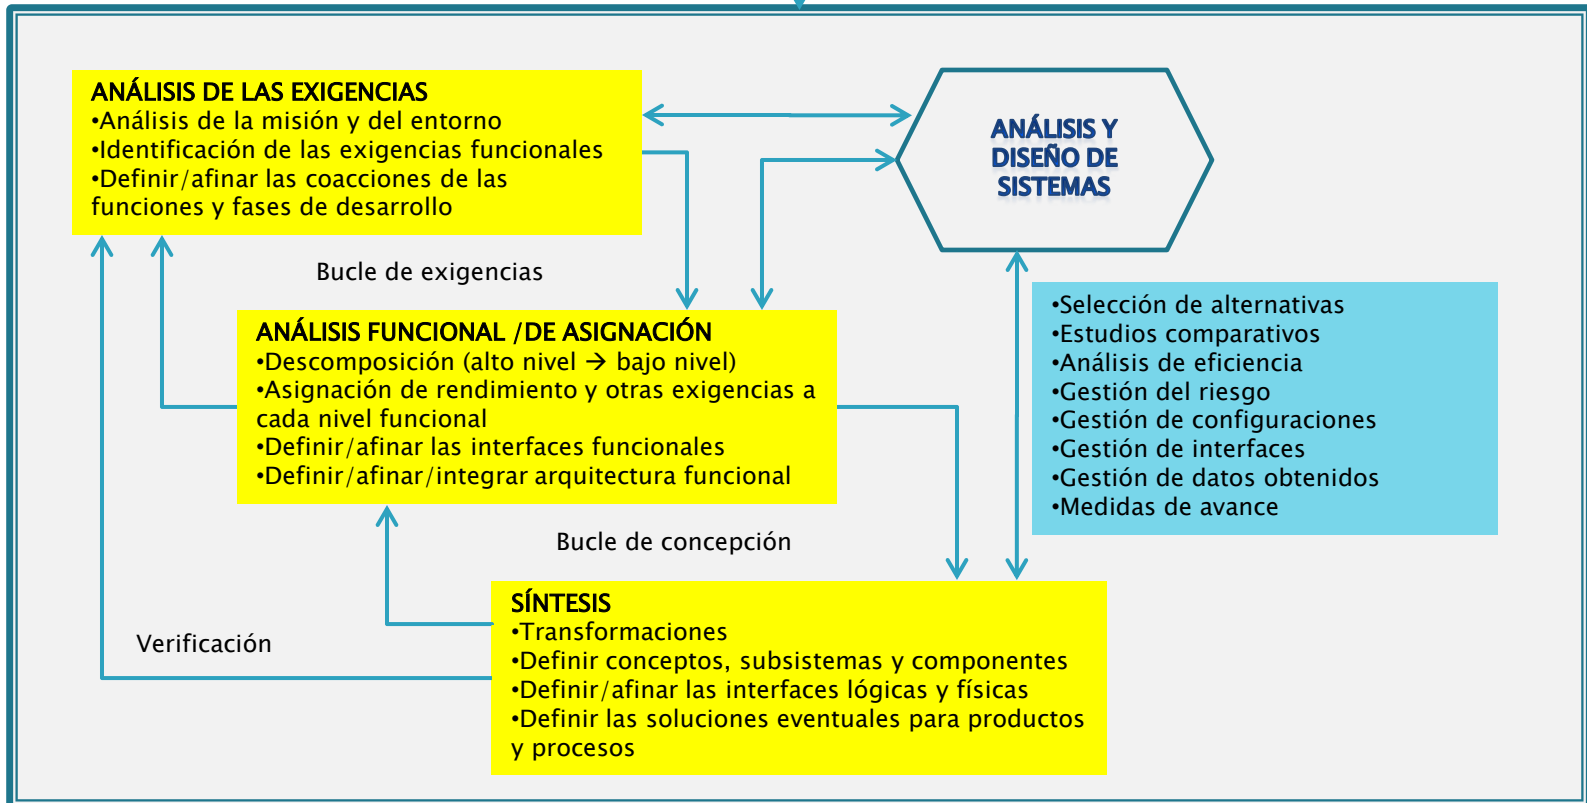 ANÁLISIS DE LAS EXIGENCIAS
•Análisis de la misión y del entorno
•Identificación de las exigencias funcionales
•Definir/afinar las coacciones de las
funciones y fases de desarrollo
ANÁLISIS Y
DISEÑO DE
SISTEMAS
Bucle de exigencias
ANÁLISIS FUNCIONAL /DE ASIGNACIÓN
•Descomposición (alto nivel → bajo nivel)
•Asignación de rendimiento y otras exigencias a
cada nivel funcional
•Definir/afinar las interfaces funcionales
•Definir/afinar/integrar arquitectura funcional
•Selección de alternativas
•Estudios comparativos
•Análisis de eficiencia
•Gestión del riesgo
•Gestión de configuraciones
•Gestión de interfaces
•Gestión de datos obtenidos
•Medidas de avance
Bucle de concepción
SÍNTESIS
•Transformaciones
•Definir conceptos, subsistemas y componentes
•Definir/afinar las interfaces lógicas y físicas
•Definir las soluciones eventuales para productos
y procesos
Verificación